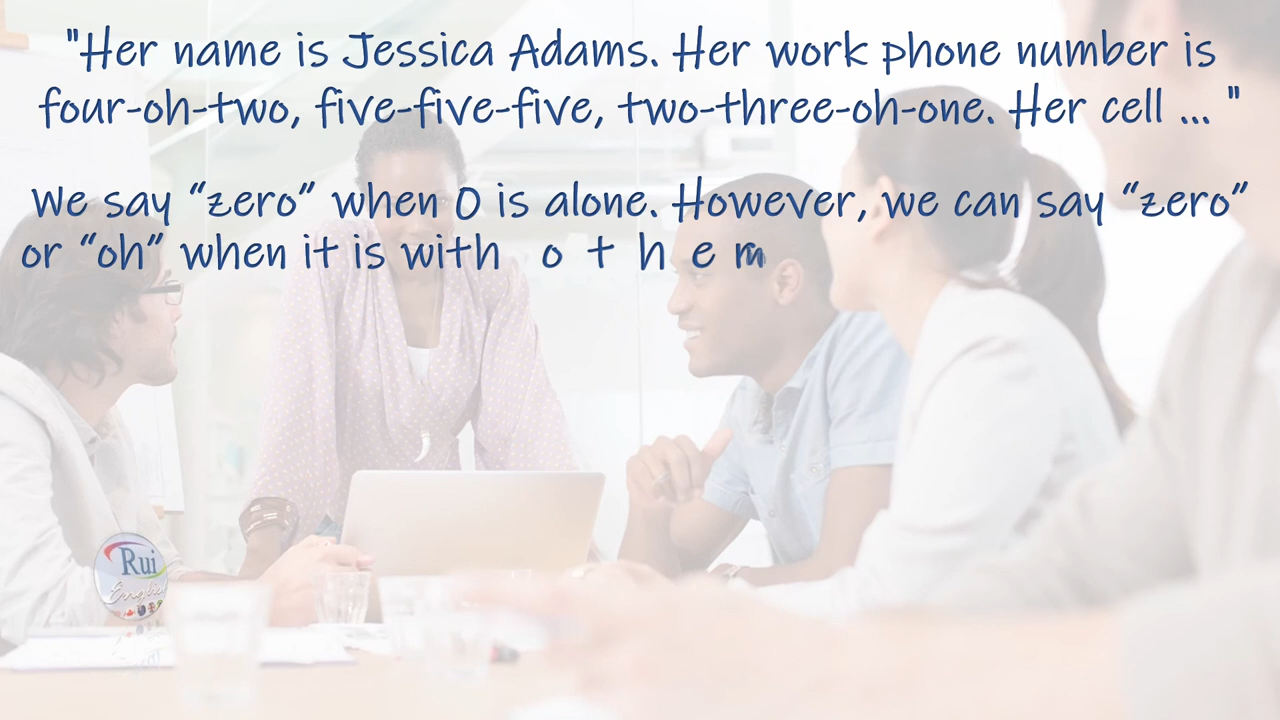 "Her name is Jessica Adams. Her work phone number is
four-oh-two, five-five-five, two-three-oh-one. Her cell ... "
We say “zero” when 0 is alone. However, we can say “zero”
or “oh” when it is with
Rui
English